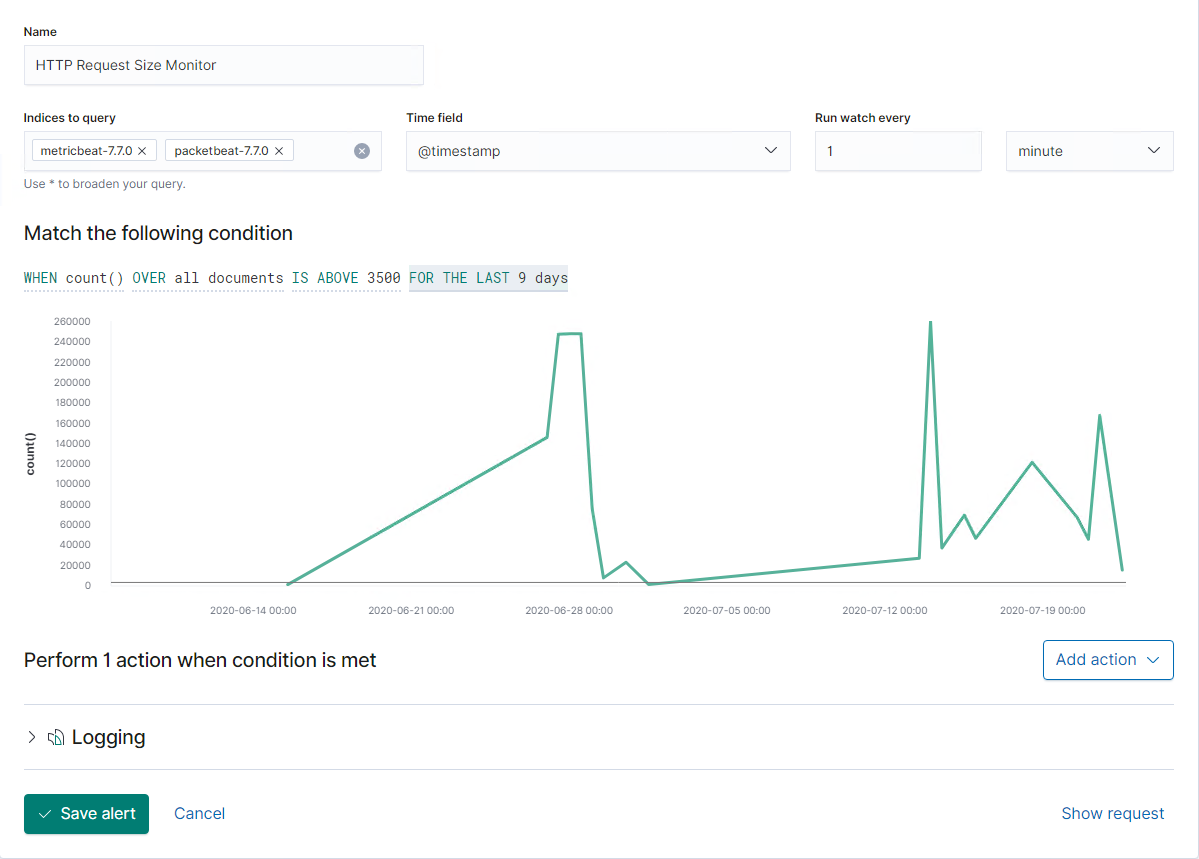 Name
HTTP Request Size Monitor
Indices to query Time field Run watch every
metricbeat-7.7.0 packetbeat-7.7.0 @timestamp 1 minute
Use * to broaden your query.
Match the following condition
WHEN count() OVER all documents IS ABOVE 3500 FOR THE LAST 9 days
260000
240000
220000
200000
180000
160000
140000
120000
100000
80000
60000
40000
20000
0
count()
2020-06-14 00:00 2020-06-21 00:00 2020-06-28 00:00 2020-07-05 00:00 2020-07-12 00:00 2020-07-19 00:00
Perform 1 action when condition is met Add action
Logging
Save alert Cancel Show request